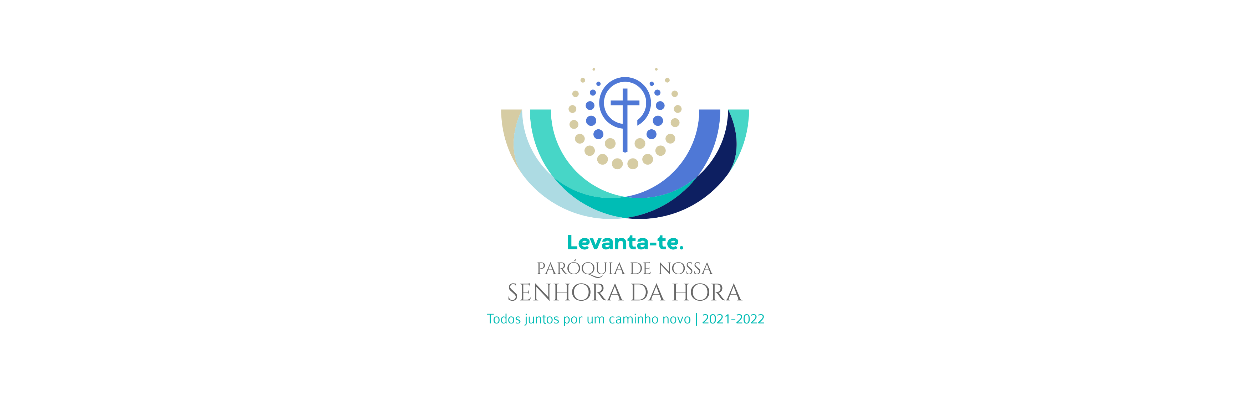 Levanta-te.
PARÓQUIA DE NOSSA
SENHORA DA HORA
Todos juntos por um caminho novo | 2021-2022